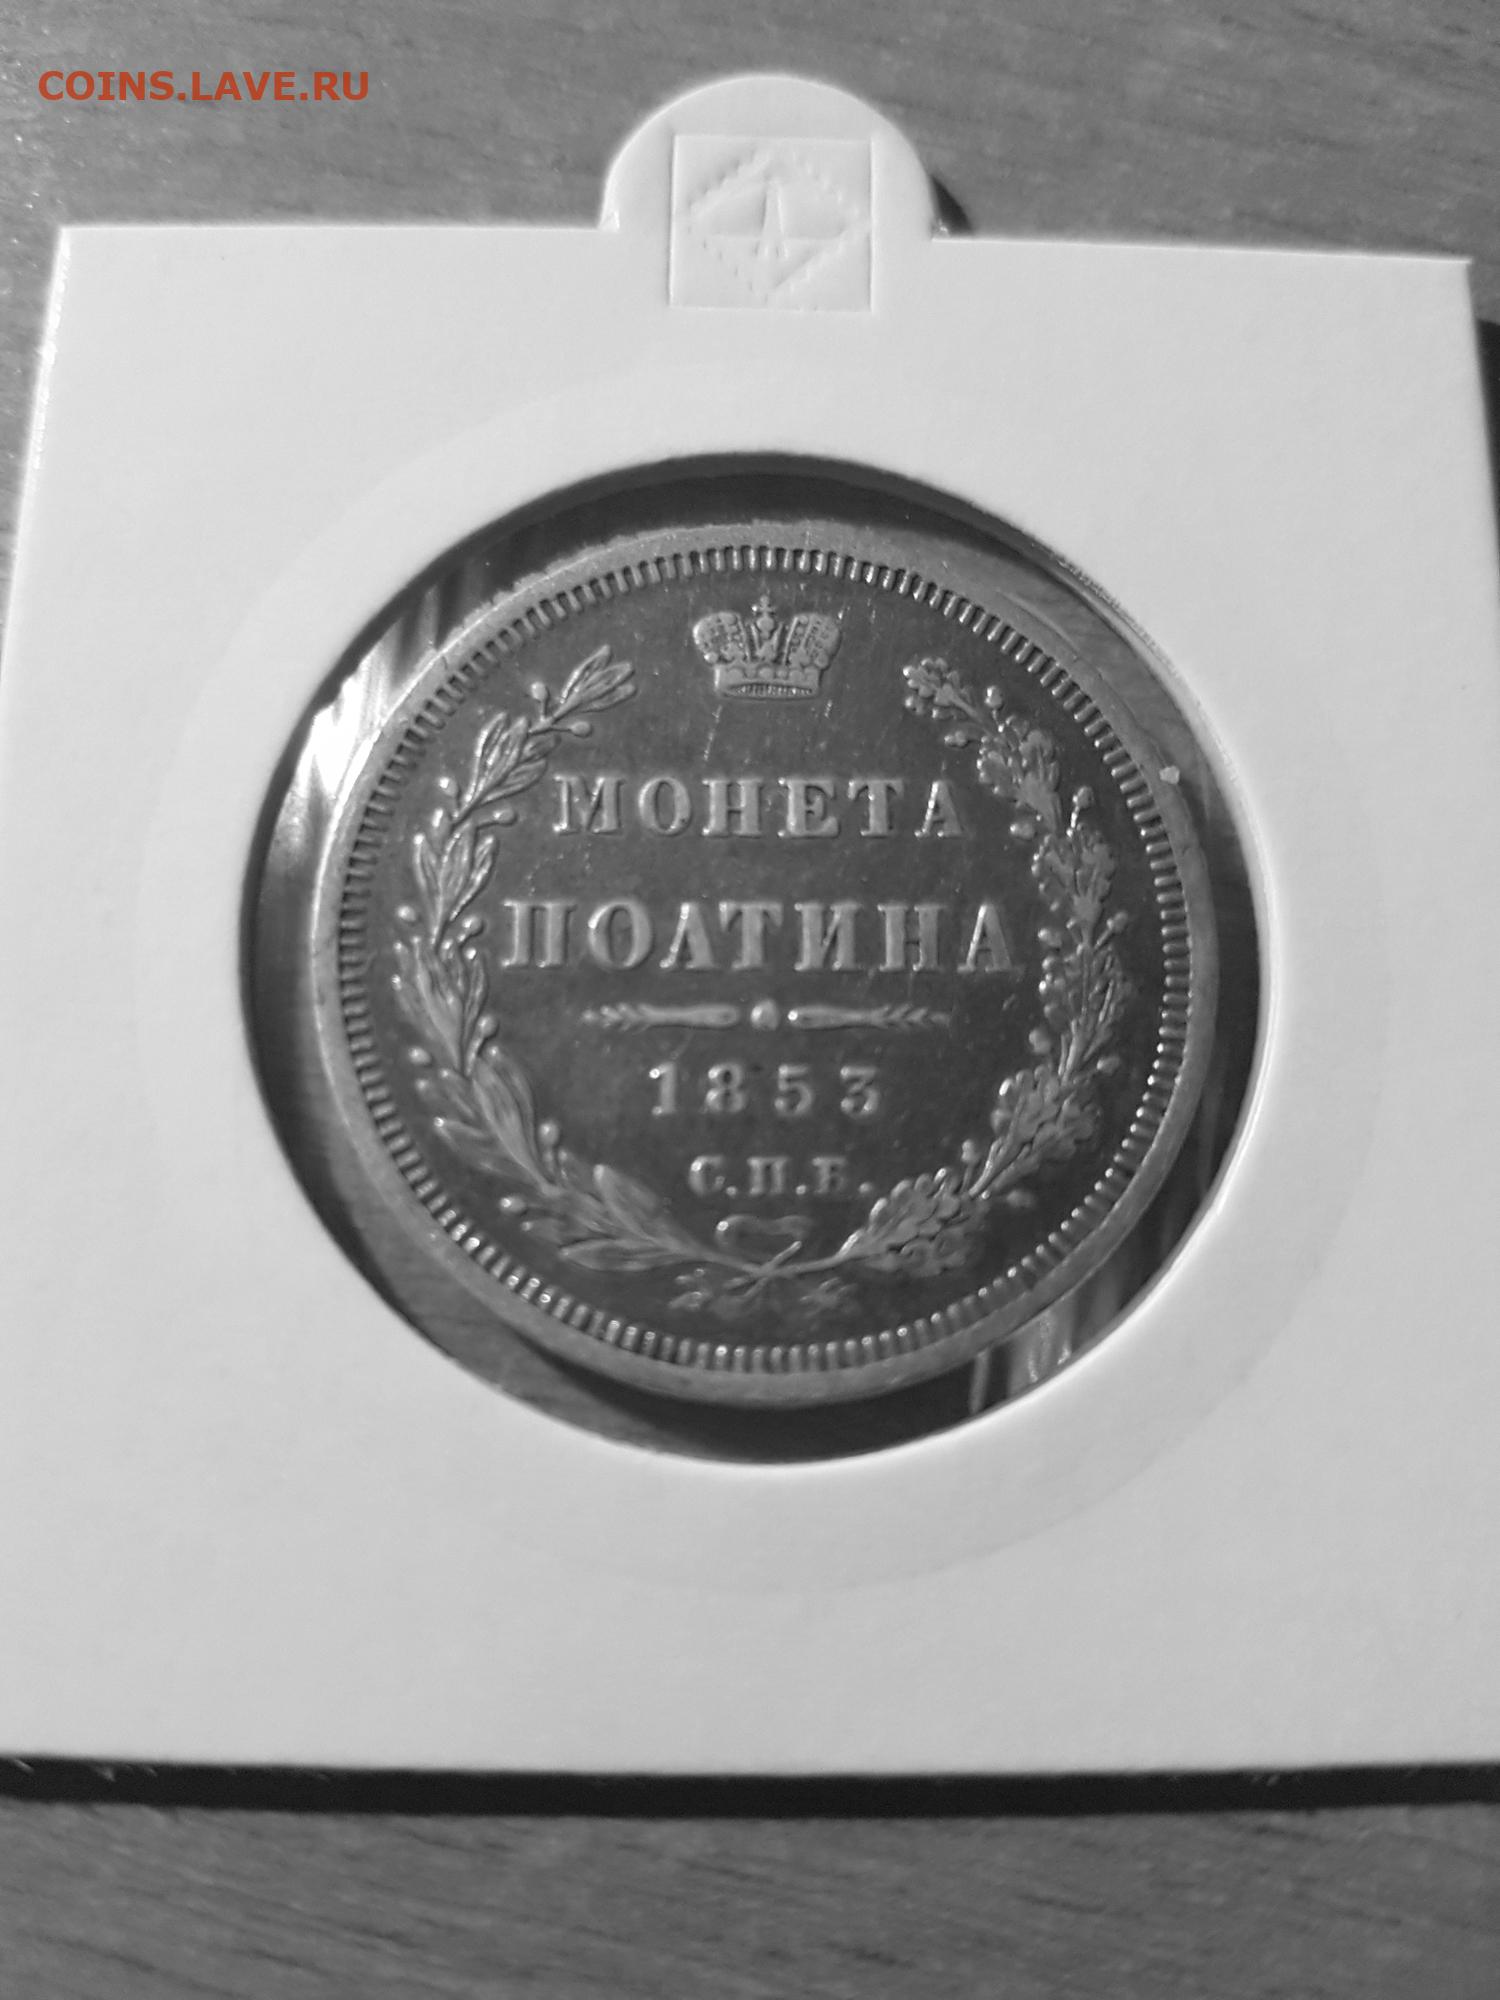 COINS.LAVE.RU
МОНЕТА
ПОЛТИНА
1853
С.П.Б.